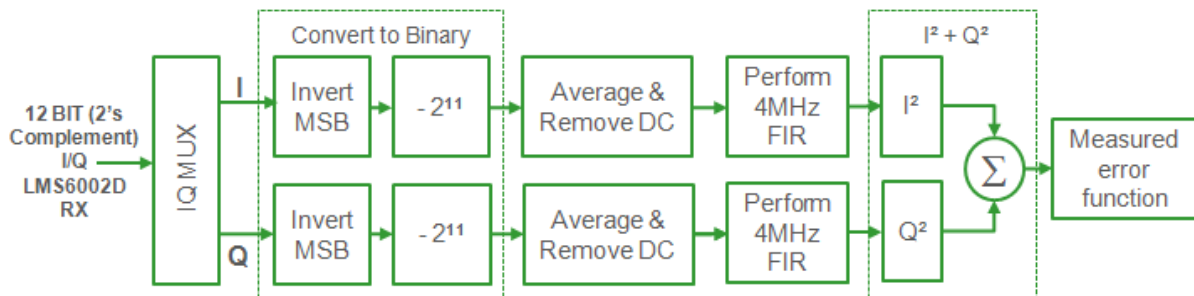 Convert to Binary
I² + Q²
12 BIT (2's
Complement)
I/Q
LMS6002D
RX
IQ MUX
I
Invert
MSB
- 2¹¹
Average &
Remove DC
Perform
4MHz
FIR
I²
Σ
Measured
error
function
Q
Invert
MSB
- 2¹¹
Average &
Remove DC
Perform
4MHz
FIR
Q²